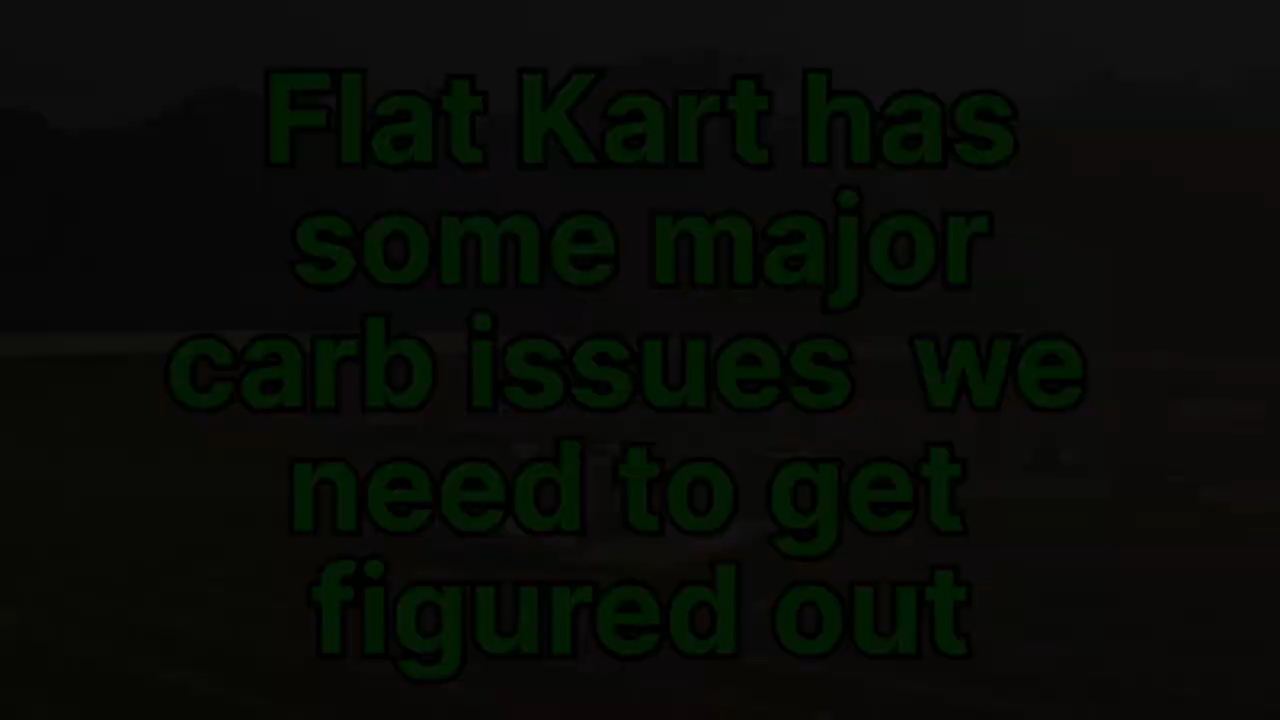 Flat Kart has
some major
carb issues  we
need to get
figured out